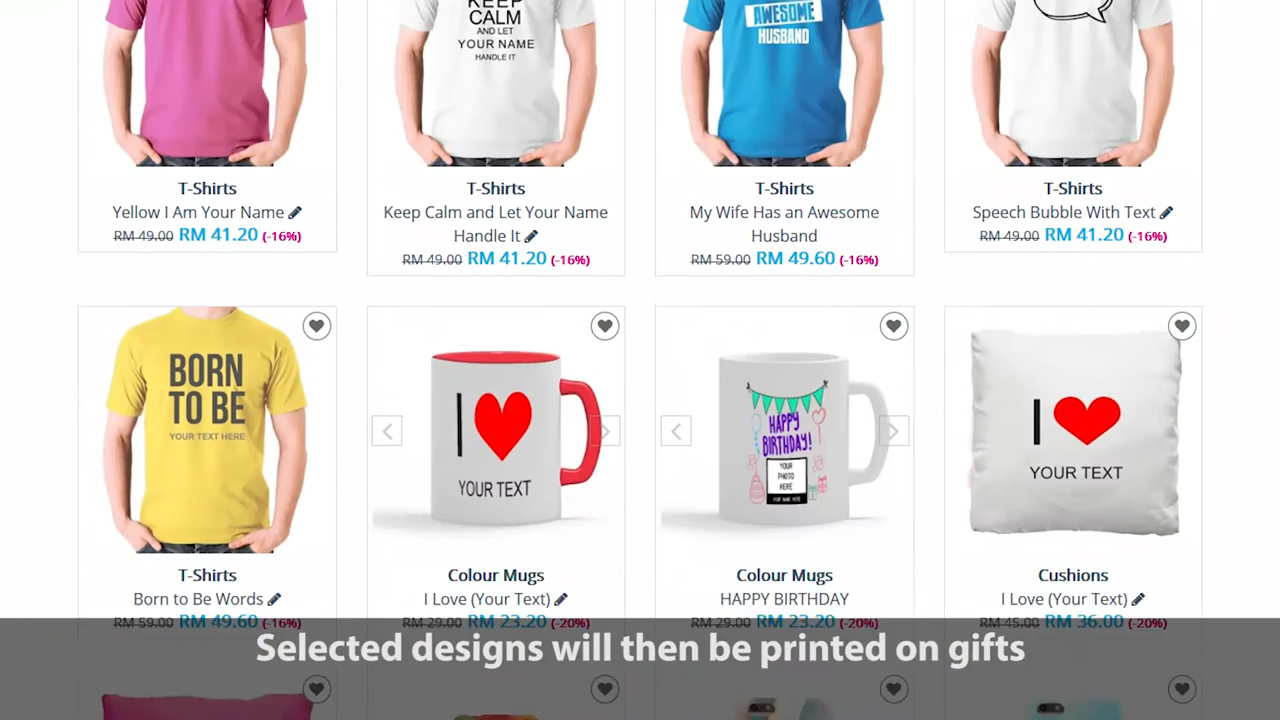 KEEP
CALM
AND LET
YOUR NAME
HANDLE IT
AWESOME
HUSBAND
T-Shirts
Yellow I Am Your Name
RM 49.00 RM 41.20 (-16%)
T-Shirts
Keep Calm and Let Your Name
Handle It
RM 49.00 RM 41.20 (-16%)
T-Shirts
My Wife Has an Awesome
Husband
RM 59.00 RM 49.60 (-16%)
T-Shirts
Speech Bubble With Text
RM 49.00 RM 41.20 (-16%)
BORN
TO BE
YOUR TEXT HERE
I
YOUR TEXT
HAPPY
BIRTHDAY!
YOUR
PHOTO
HERE
YOUR NAME HERE
I
YOUR TEXT
T-Shirts
Born to Be Words
RM 59.00 RM 49.60 (-16%)
Colour Mugs
I Love (Your Text)
RM 29.00 RM 23.20 (-20%)
Colour Mugs
HAPPY BIRTHDAY
RM 29.00 RM 23.20 (-20%)
Cushions
I Love (Your Text)
RM 45.00 RM 36.00 (-20%)
Selected designs will then be printed on gifts